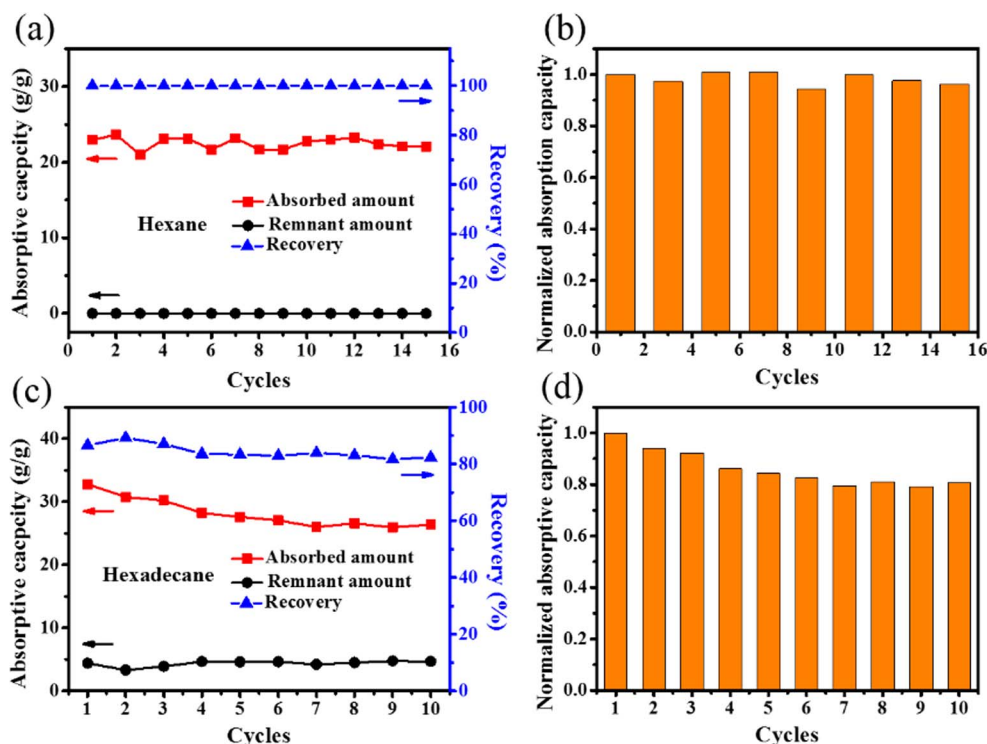 (a)
Absorptive cacpcity (g/g)
30
20
10
0
Absorbed amount
Hexane
Remnant amount
Recovery
100
80
60
40
20
0
Recovery (%)
0 2 4 6 8 10 12 14 16
Cycles
(b)
Normalized absorption capacity
1.0
0.8
0.6
0.4
0.2
0.0
0 2 4 6 8 10 12 14 16
Cycles
(c)
Absorptive cacpcity (g/g)
40
30
20
10
0
Absorbed amount
Hexadecane
Remnant amount
Recovery
100
80
60
40
20
0
Recovery (%)
1 2 3 4 5 6 7 8 9 10
Cycles
(d)
Normalized absorptive capacity
1.0
0.8
0.6
0.4
0.2
0.0
1 2 3 4 5 6 7 8 9 10
Cycles